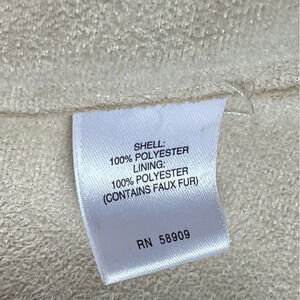 SHELL:
100% POLYESTER
LINING:
100% POLYESTER
(CONTAINS FAUX FUR)
RN 58909